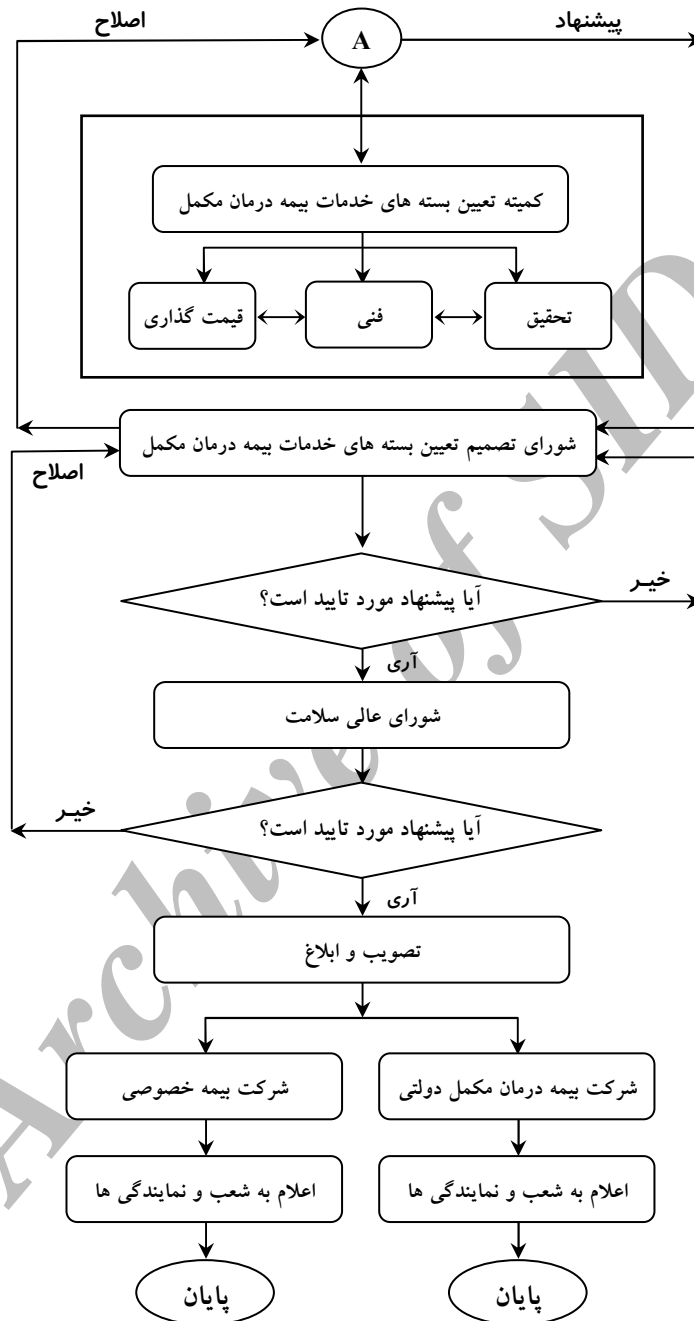 اصلاح
A
پیشنهاد
کمیته تعیین بسته های خدمات بیمه درمان مکمل
تحقیق
فنی
قیمت گذاری
شورای تصمیم تعیین بسته های خدمات بیمه درمان مکمل
اصلاح
آیا پیشنهاد مورد تایید است؟
خیـر
آری
شورای عالی سلامت
آیا پیشنهاد مورد تایید است؟
خیـر
آری
تصویب و ابلاغ
شرکت بیمه درمان مکمل دولتی
شرکت بیمه خصوصی
اعلام به شعب و نمایندگی ها
اعلام به شعب و نمایندگی ها
پایان
پایان
Archive of SID